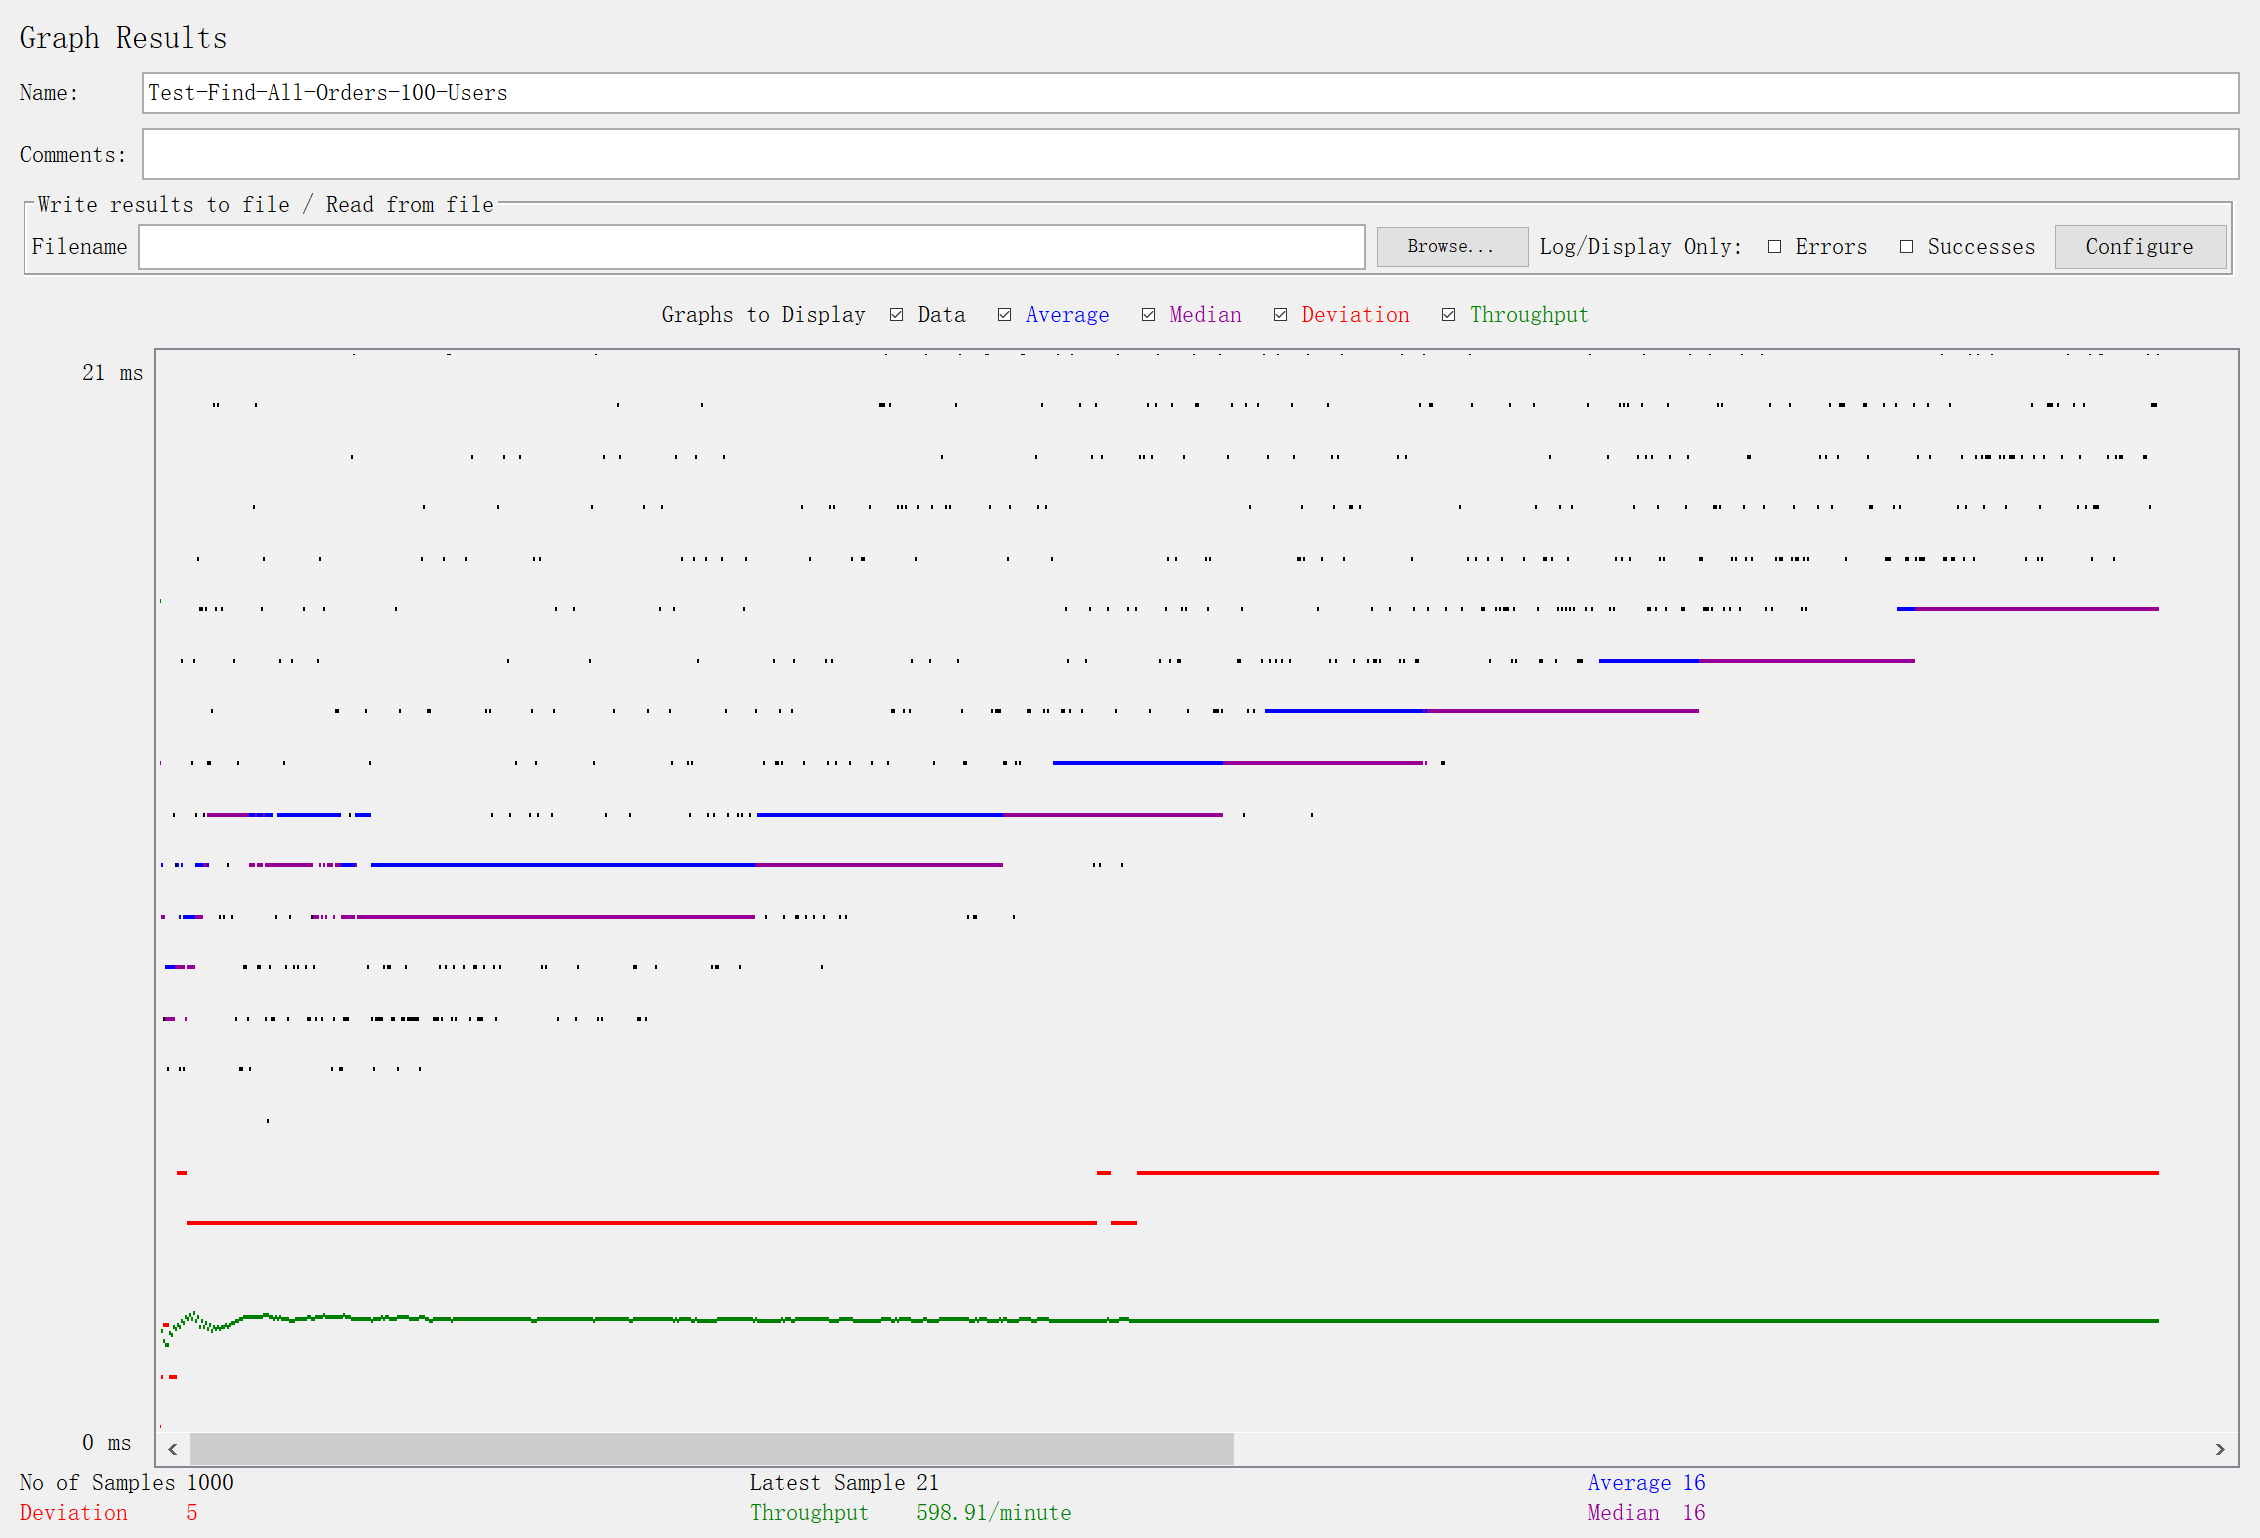 Graph Results
Name: Test-Find-All-Orders-100-Users
Comments:
Write results to file / Read from file
Filename Browse... Log/Display Only: Errors Successes Configure
Graphs to Display Data Average Median Deviation Throughput
21 ms
0 ms
No of Samples 1000 Latest Sample 21 Average 16
Deviation 5 Throughput 598.91/minute Median 16